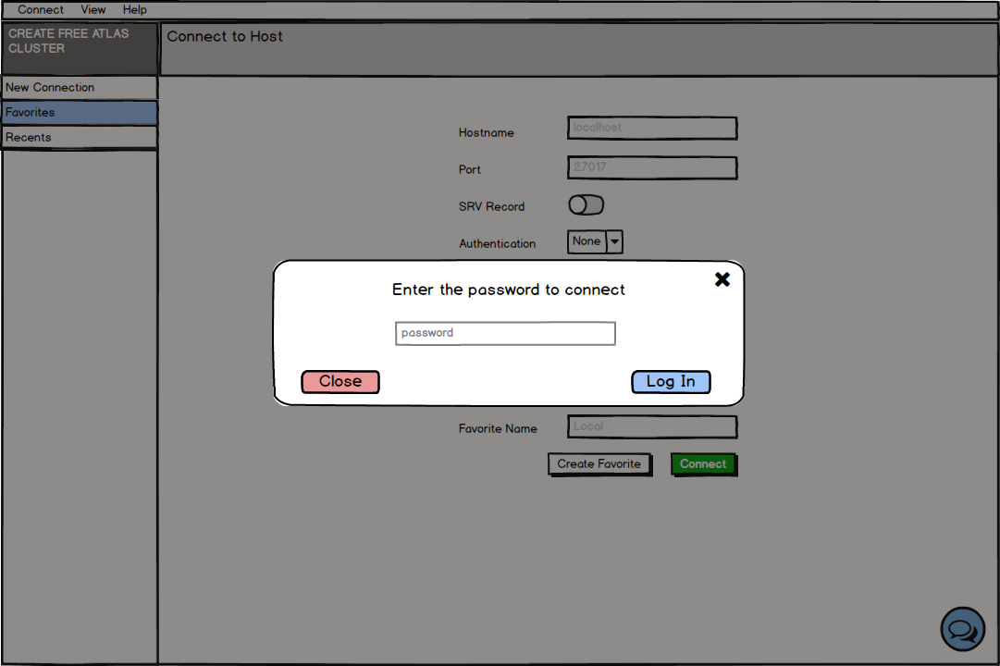 Connect View Help
CREATE FREE ATLAS
CLUSTER
Connect to Host
New Connection
Favorites
Recents
Hostname
localhost
Port
27017
SRV Record
Authentication
None
Enter the password to connect
password
Close
Log In
Favorite Name
Local
Create Favorite
Connect